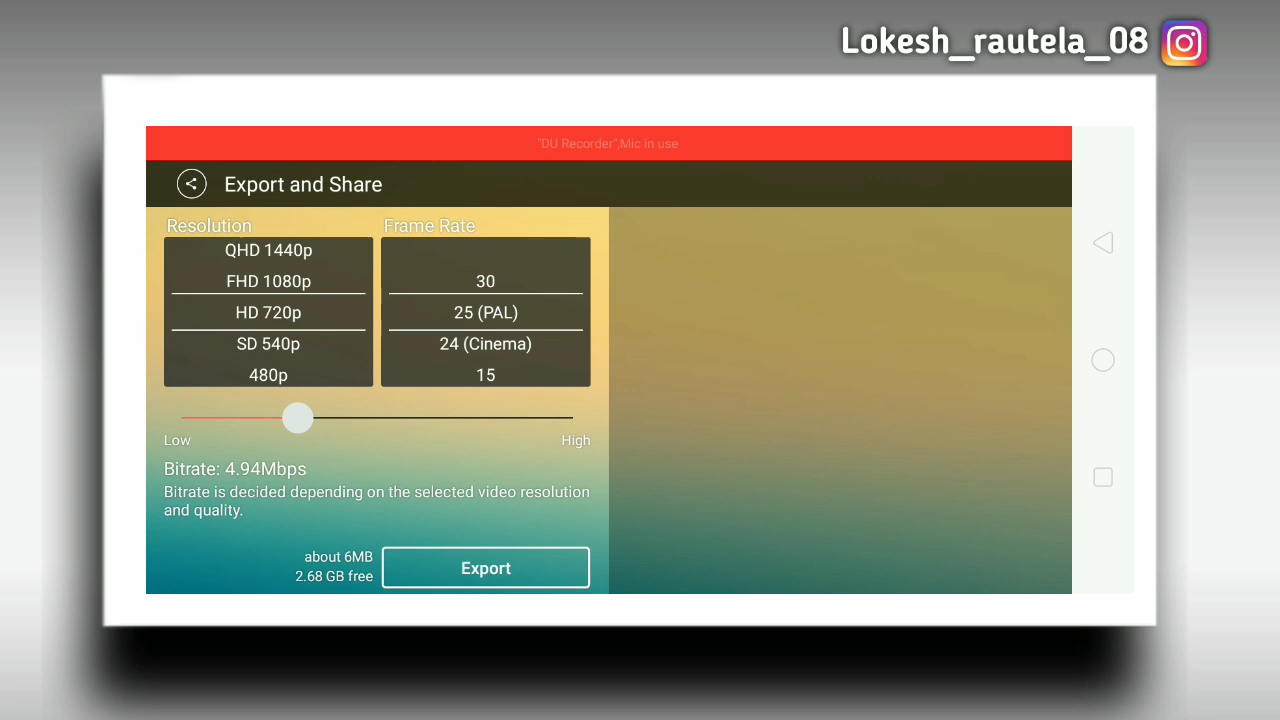 Lokesh_rautela_08
"DU Recorder",Mic in use
Export and Share
Resolution
Frame Rate
QHD 1440p
FHD 1080p
HD 720p
SD 540p
480p
30
25 (PAL)
24 (Cinema)
15
Low
High
Bitrate: 4.94Mbps
Bitrate is decided depending on the selected video resolution
and quality.
about 6MB
2.68 GB free
Export